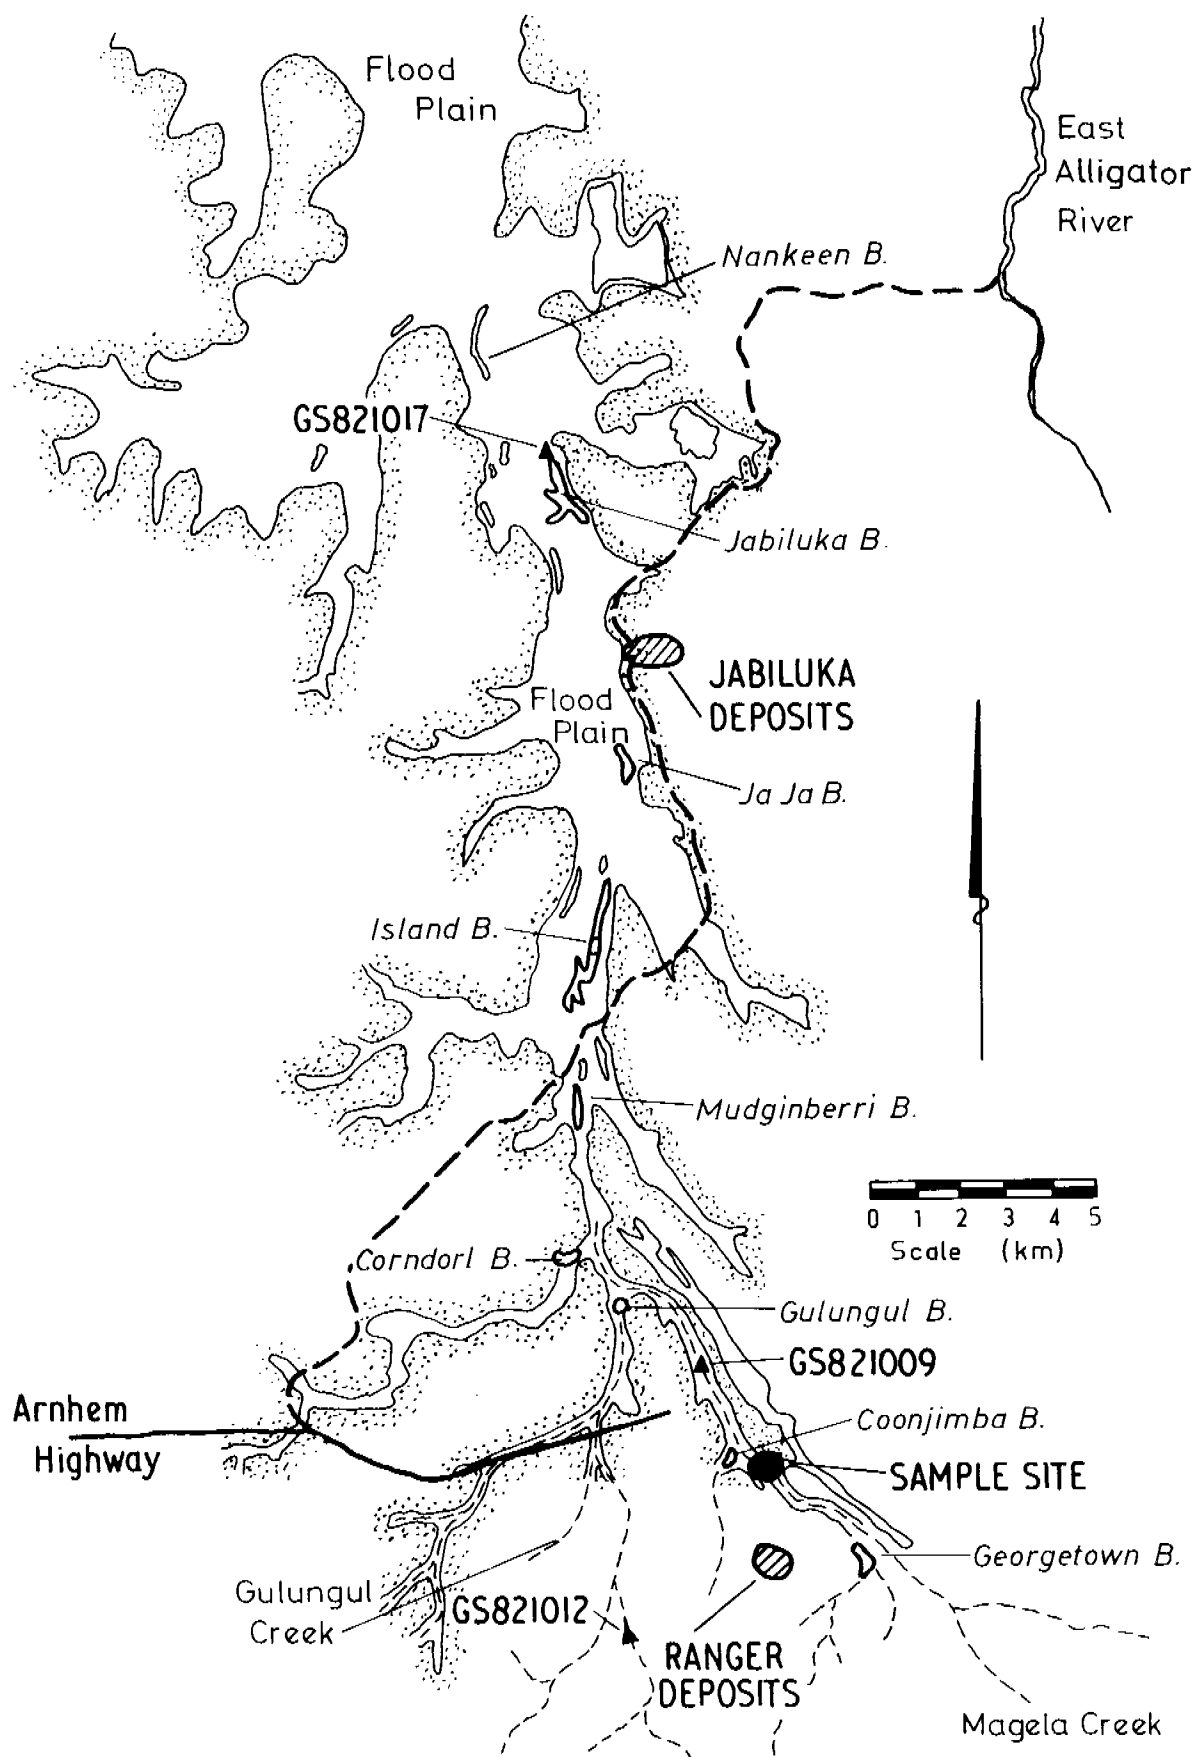 Flood
Plain
East
Alligator
River
Nankeen B.
GS821017
Jabiluka B.
JABILUKA
DEPOSITS
Flood
Plain
Ja Ja B.
Island B.
Mudginberri B.
0 1 2 3 4 5
Scale (km)
Corndorl B.
Gulungul B.
GS821009
Arnhem
Highway
Coonjimba B.
SAMPLE SITE
Georgetown B.
Gulungul
Creek
GS821012
RANGER
DEPOSITS
Magela Creek